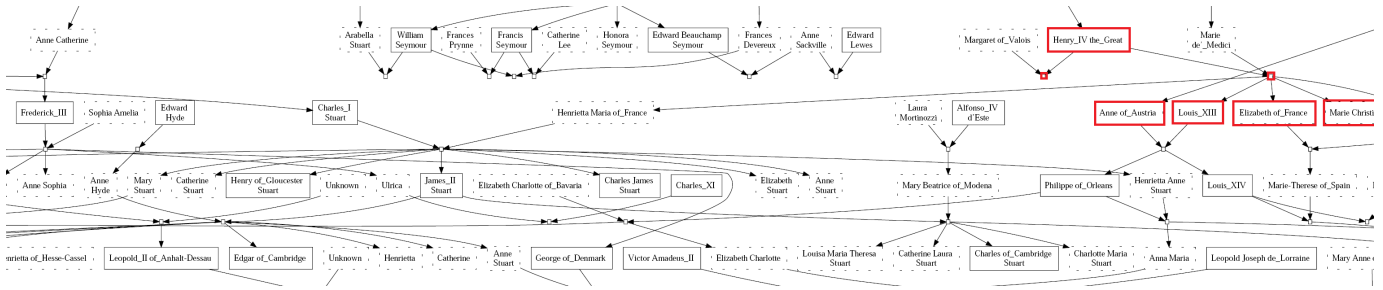 Anne Catherine
Arabella
Stuart
William
Seymour
Frances
Prynne
Francis
Seymour
Catherine
Lee
Honora
Seymour
Edward Beauchamp
Seymour
Frances
Devereux
Anne
Sackville
Edward
Lewes
Margaret of_Valois
Henry_IV the_Great
Marie
de'_Medici
Frederick_III
Sophia Amelia
Edward
Hyde
Charles_I
Stuart
Henrietta Maria of_France
Laura
Martinozzi
Alfonso_IV
d'Este
Anne of_Austria
Louis_XIII
Elizabeth of_France
Marie Christi
Anne Sophia
Anne
Hyde
Mary
Stuart
Catherine
Stuart
Henry of_Gloucester
Stuart
Unknown
Ulrica
James_II
Stuart
Elizabeth Charlotte of_Bavaria
Charles James
Stuart
Charles_XI
Elizabeth
Stuart
Anne
Stuart
Mary Beatrice of_Modena
Philippe of_Orleans
Henrietta Anne
Stuart
Louis_XIV
Marie-Therese of_Spain
enrietta of_Hesse-Cassel
Leopold_II of_Anhalt-Dessau
Edgar of_Cambridge
Unknown
Henrietta
Catherine
Anne
Stuart
George of_Denmark
Victor Amadeus_II
Elizabeth Charlotte
Louisa Maria Theresa
Stuart
Catherine Laura
Stuart
Charles of_Cambridge
Stuart
Charlotte Maria
Stuart
Anna Maria
Leopold Joseph de_Lorraine
Mary Anne